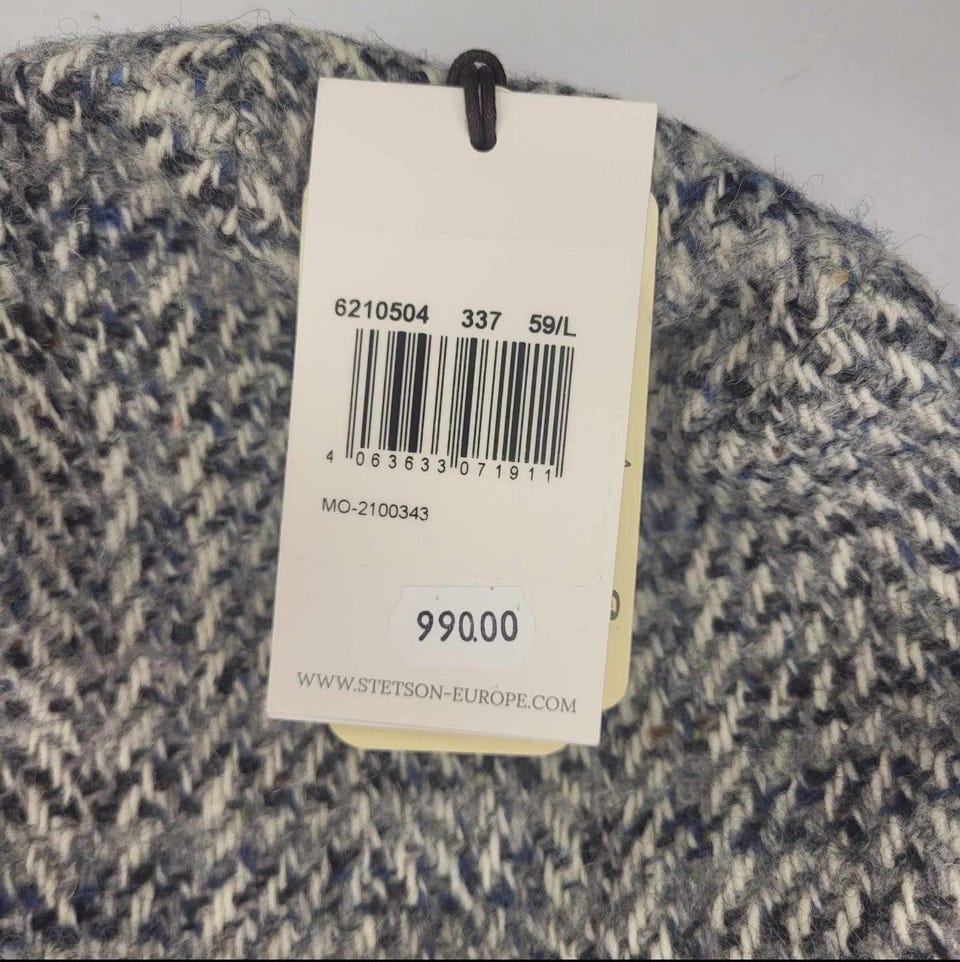 6210504 337 59/L
4 063633 071911
MO-2100343
990.00
WWW.STETSON-EUROPE.COM